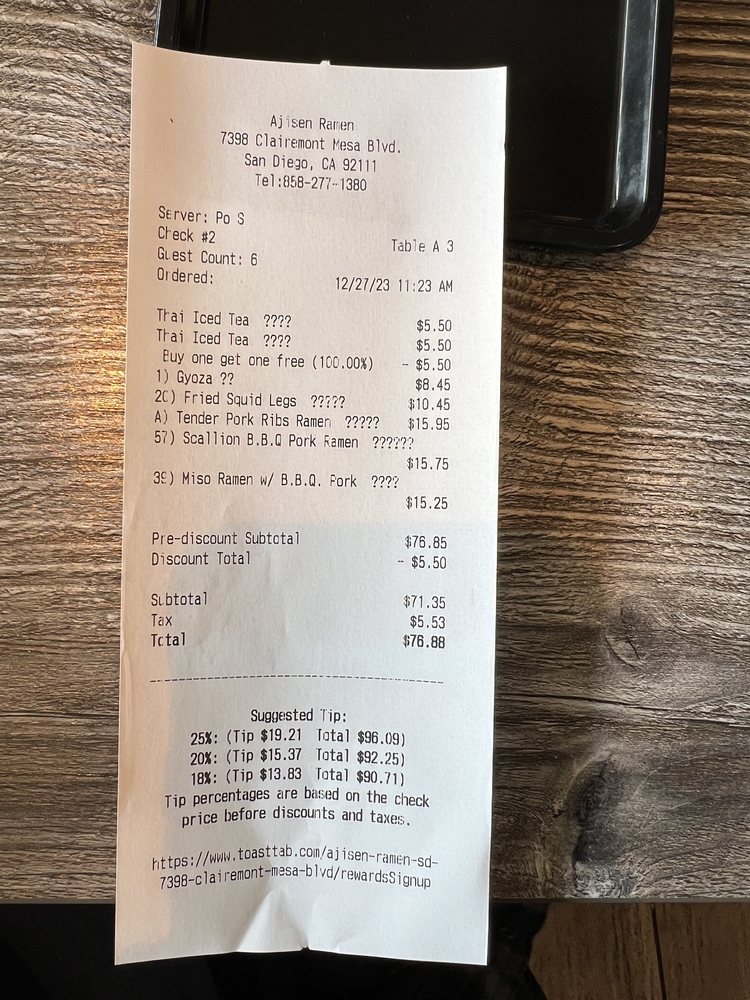 Ajisen Ramen
7398 Clairemont Mesa Blvd.
San Diego, CA 92111
Tel:858-277-1380
Server: Po S
Check #2
Table A 3
Guest Count: 6
Ordered:
12/27/23 11:23 AM
Thai Iced Tea ???? $5.50
Thai Iced Tea ???? $5.50
Buy one get one free (100.00%) - $5.50
1) Gyoza ?? $8.45
20) Fried Squid Legs ????? $10.45
A) Tender Pork Ribs Ramen ????? $15.95
57) Scallion B.B.Q Pork Ramen ??????
$15.75
39) Miso Ramen w/ B.B.Q. Pork ????
$15.25
Pre-discount Subtotal $76.85
Discount Total - $5.50
Subtotal $71.35
Tax $5.53
Total $76.88
Suggested Tip:
25%: (Tip $19.21 Total $96.09)
20%: (Tip $15.37 Total $92.25)
18%: (Tip $13.83 Total $90.71)
Tip percentages are based on the check
price before discounts and taxes.
https://www.toasttab.com/ajisen-ramen-sd-
7398-clairemont-mesa-blvd/rewardsSignup